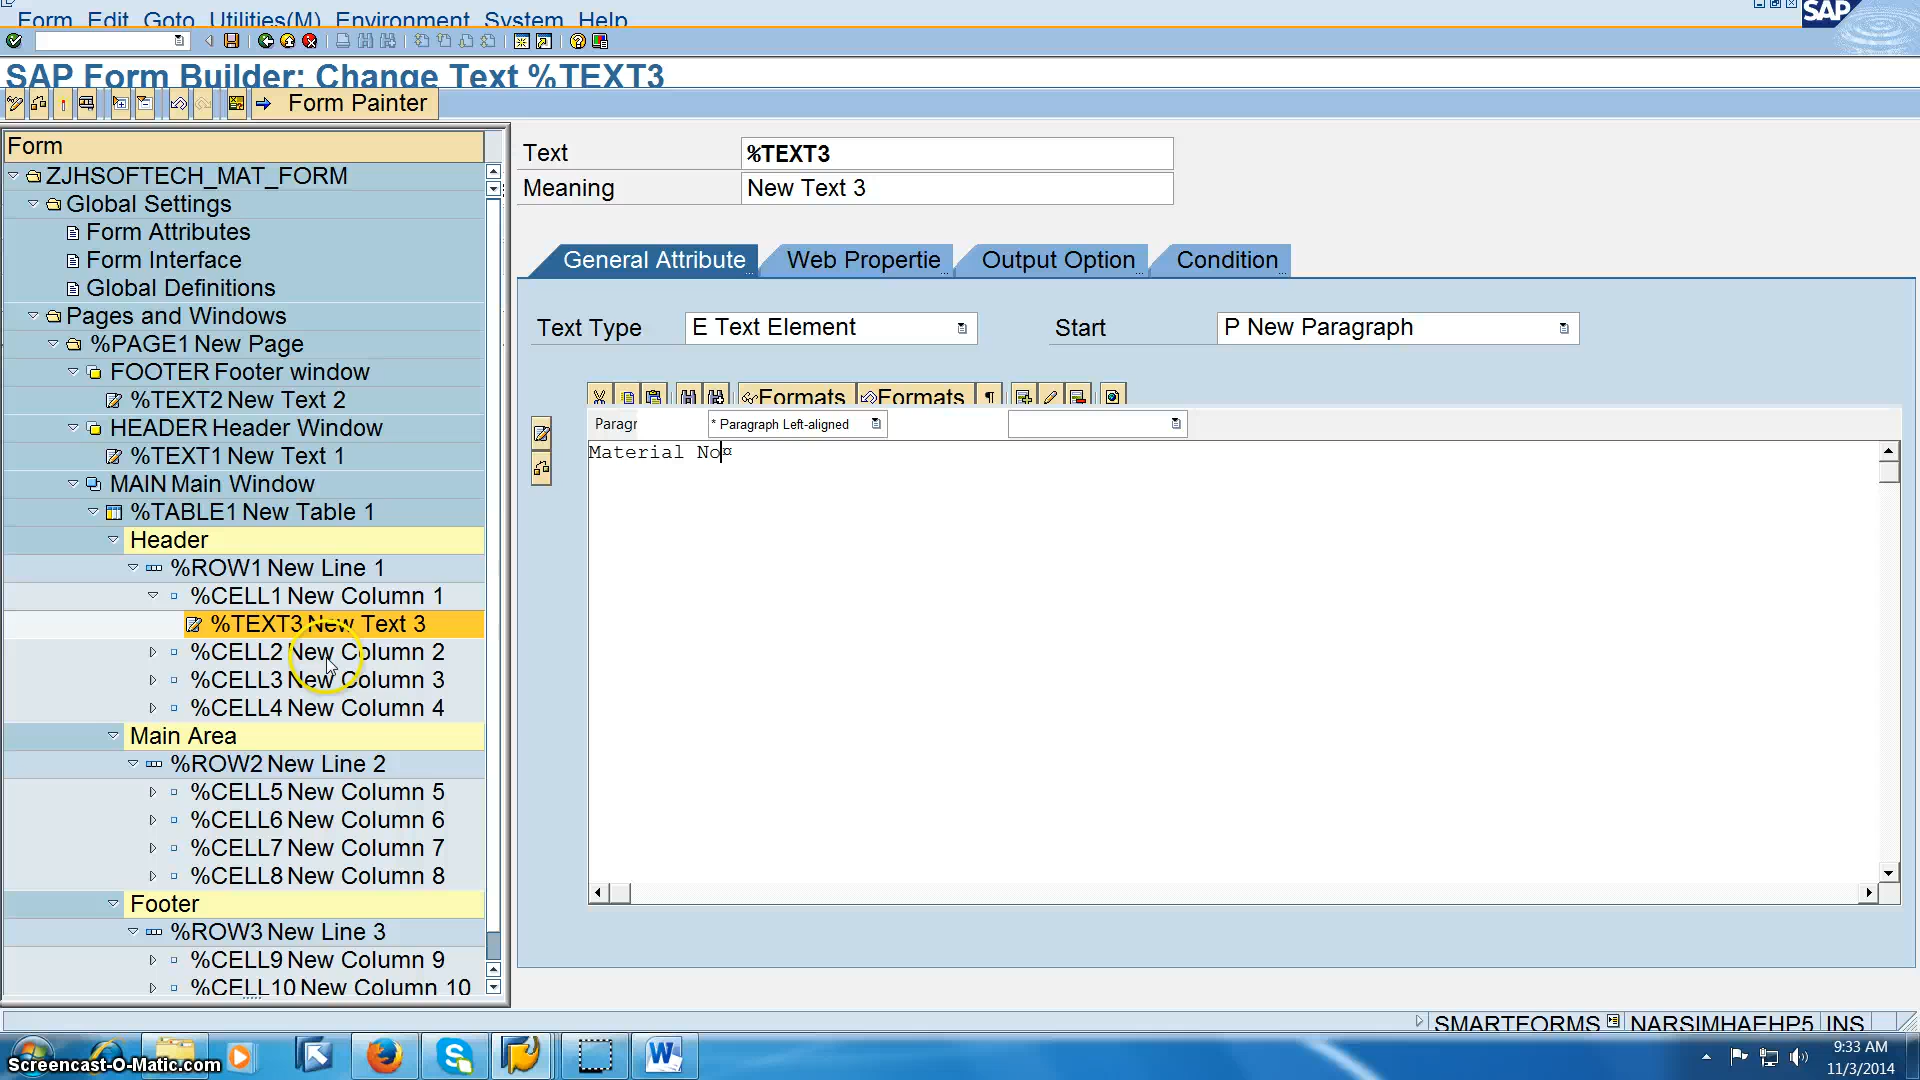 Form Edit Goto Utilities(M) Environment System Help
SAP
SAP Form Builder: Change Text %TEXT3
Form Painter
Form
ZJHSOFTECH_MAT_FORM
Global Settings
Form Attributes
Form Interface
Global Definitions
Pages and Windows
%PAGE1 New Page
FOOTER Footer window
%TEXT2 New Text 2
HEADER Header Window
%TEXT1 New Text 1
MAIN Main Window
%TABLE1 New Table 1
Header
%ROW1 New Line 1
%CELL1 New Column 1
%TEXT3 New Text 3
%CELL2 New Column 2
%CELL3 New Column 3
%CELL4 New Column 4
Main Area
%ROW2 New Line 2
%CELL5 New Column 5
%CELL6 New Column 6
%CELL7 New Column 7
%CELL8 New Column 8
Footer
%ROW3 New Line 3
%CELL9 New Column 9
%CELL10 New Column 10
Text %TEXT3
Meaning New Text 3
General Attribute Web Propertie Output Option Condition
Text Type E Text Element Start P New Paragraph
Formats Formats
Paragr * Paragraph Left-aligned
Material No¤
SMARTFORMS NARSIMHAEHP5 INS
Screencast-O-Matic.com
9:33 AM
11/3/2014